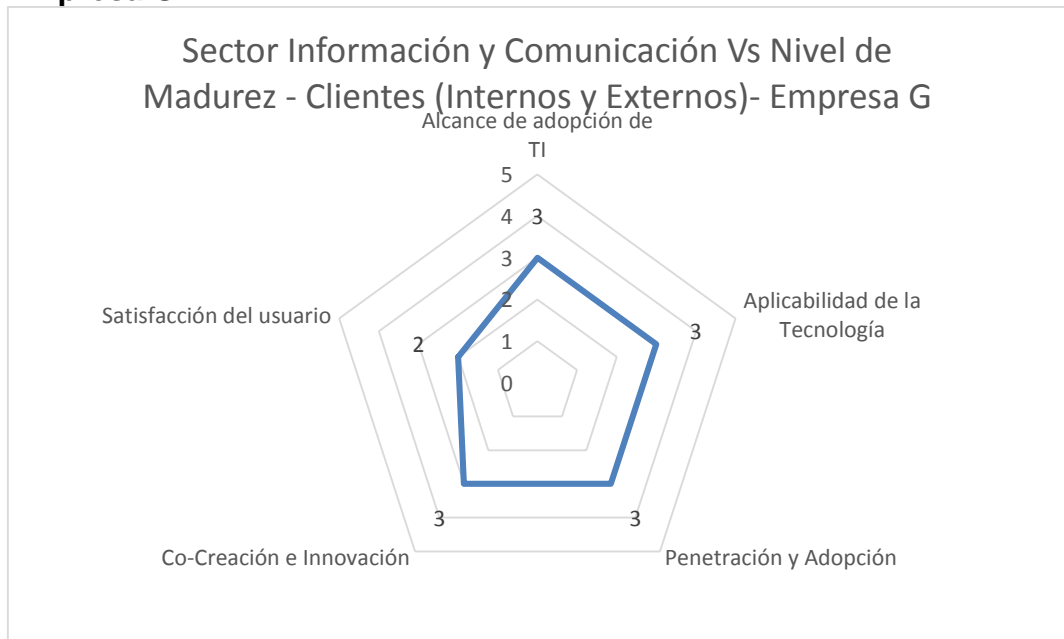 Sector Información y Comunicación Vs Nivel de
Madurez - Clientes (Internos y Externos)- Empresa G
Alcance de adopción de
TI
5
4
3
3
2
1
0
Aplicabilidad de la
Tecnología
3
Satisfacción del usuario
2
3
3
Co-Creación e Innovación
Penetración y Adopción